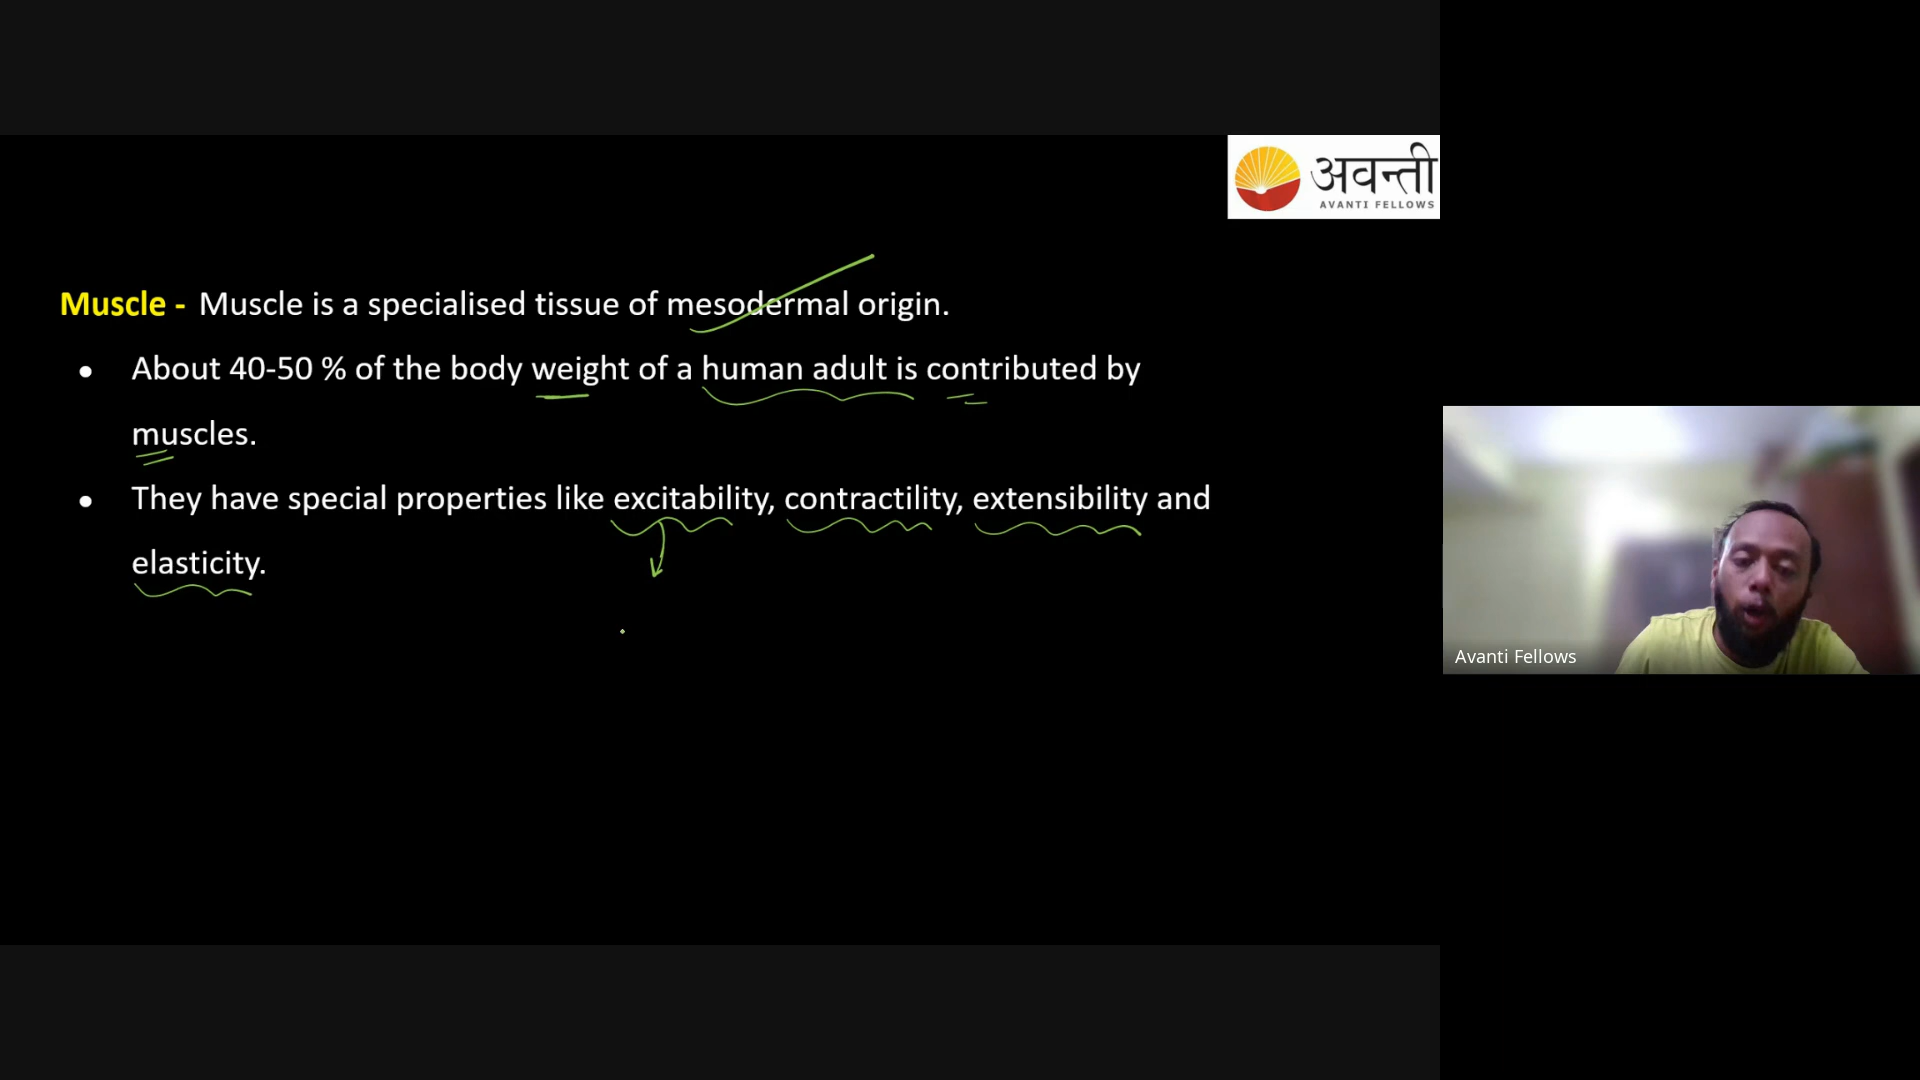 अवन्ती
AVANTI FELLOWS
Muscle - Muscle is a specialised tissue of mesodermal origin.
● About 40-50 % of the body weight of a human adult is contributed by
muscles.
● They have special properties like excitability, contractility, extensibility and
elasticity.
Avanti Fellows